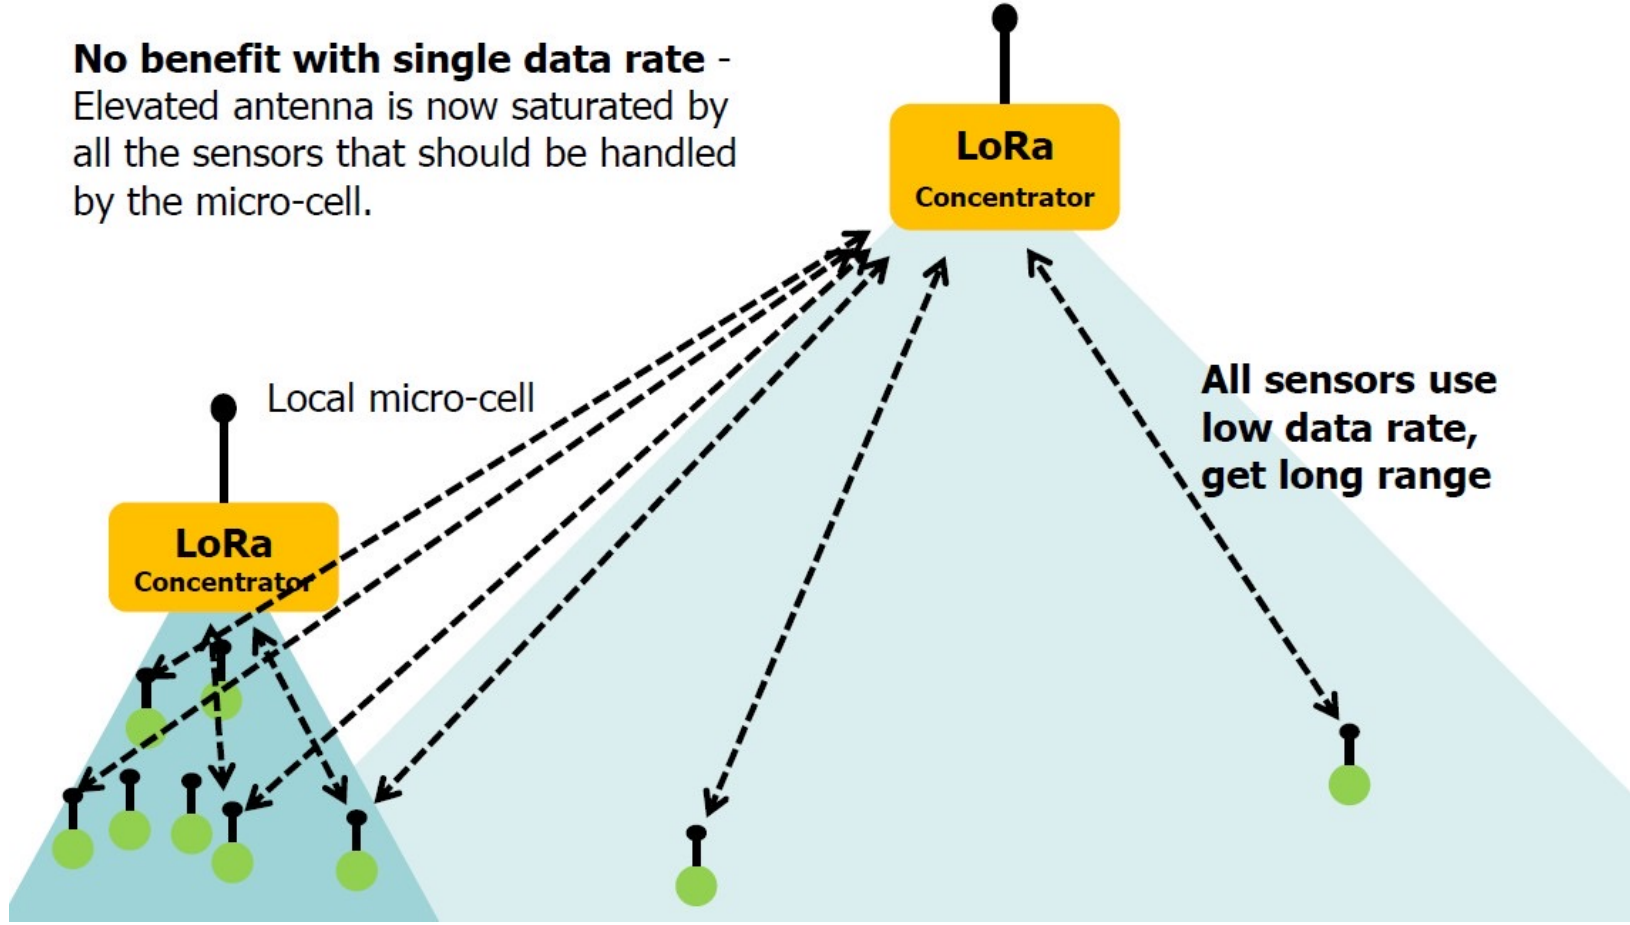 No benefit with single data rate -
Elevated antenna is now saturated by
all the sensors that should be handled
by the micro-cell.
LoRa
Concentrator
Local micro-cell
All sensors use
low data rate,
get long range
LoRa
Concentrator